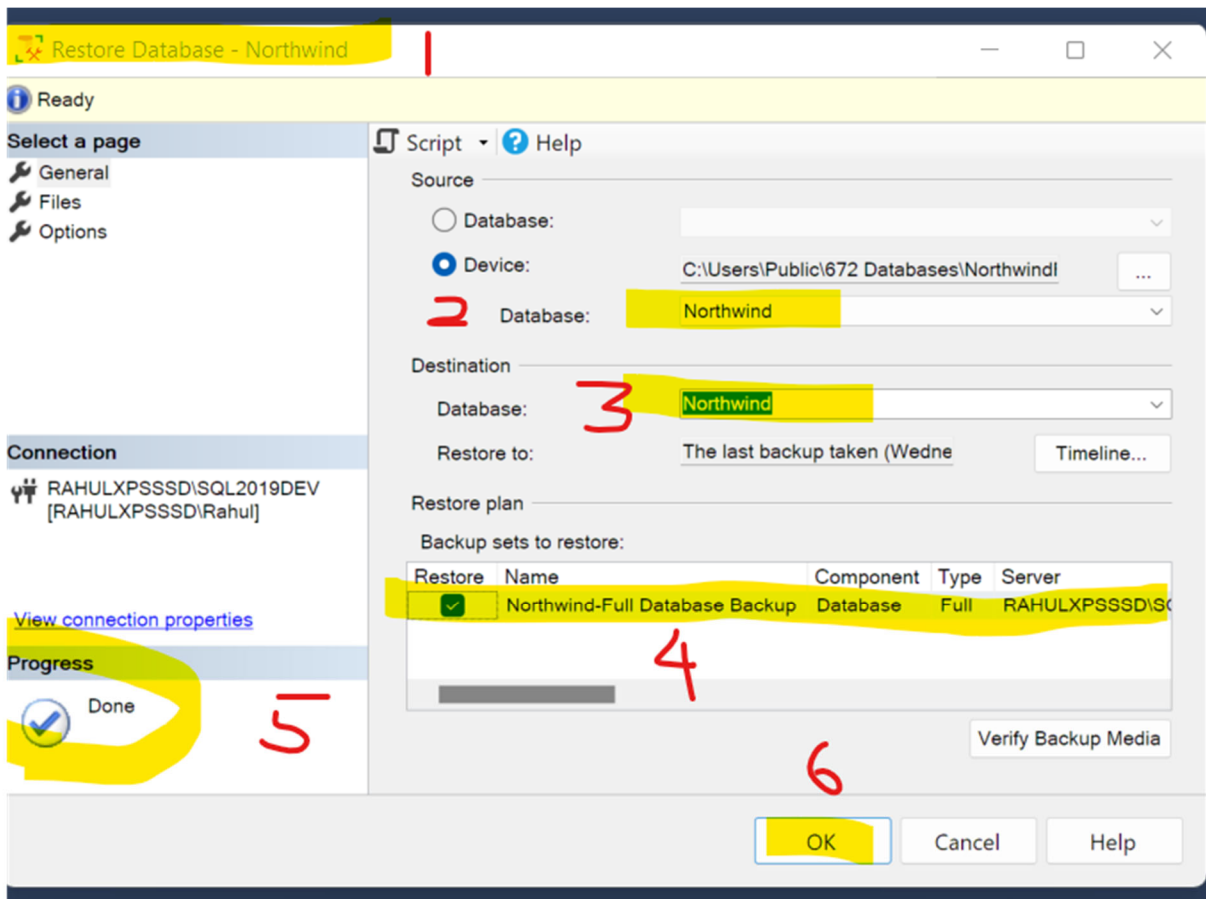 Restore Database - Northwind
1
Ready
Select a page
General
Files
Options
Connection
RAHULXPSSSD\SQL2019DEV
[RAHULXPSSSD\Rahul]
View connection properties
Progress
Done
5
Script
Help
Source
Database:
Device:
C:\Users\Public\672 Databases\NorthwindB
...
2
Database:
Northwind
Destination
3
Database:
Northwind
Restore to:
The last backup taken (Wedne
Timeline...
Restore plan
Backup sets to restore:
Restore Name Component Type Server
Northwind-Full Database Backup Database Full RAHULXPSSSD\SQ
4
Verify Backup Media
6
OK Cancel Help